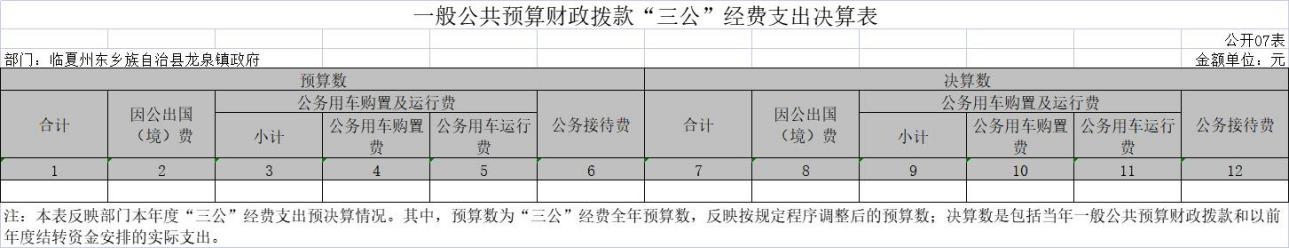 一般公共预算财政拨款“三公”经费支出决算表
公开07表
部门：临夏州东乡族自治县龙泉镇政府 金额单位：元
预算数 决算数
合计 因公出国（境）费 公务用车购置及运行费 公务接待费 合计 因公出国（境）费 公务用车购置及运行费 公务接待费
小计 公务用车购置费 公务用车运行费 小计 公务用车购置费 公务用车运行费
1 2 3 4 5 6 7 8 9 10 11 12
注：本表反映部门本年度“三公”经费支出预决算情况。其中，预算数为“三公”经费全年预算数，反映按规定程序调整后的预算数；决算数是包括当年一般公共预算财政拨款和以前
年度结转资金安排的实际支出。